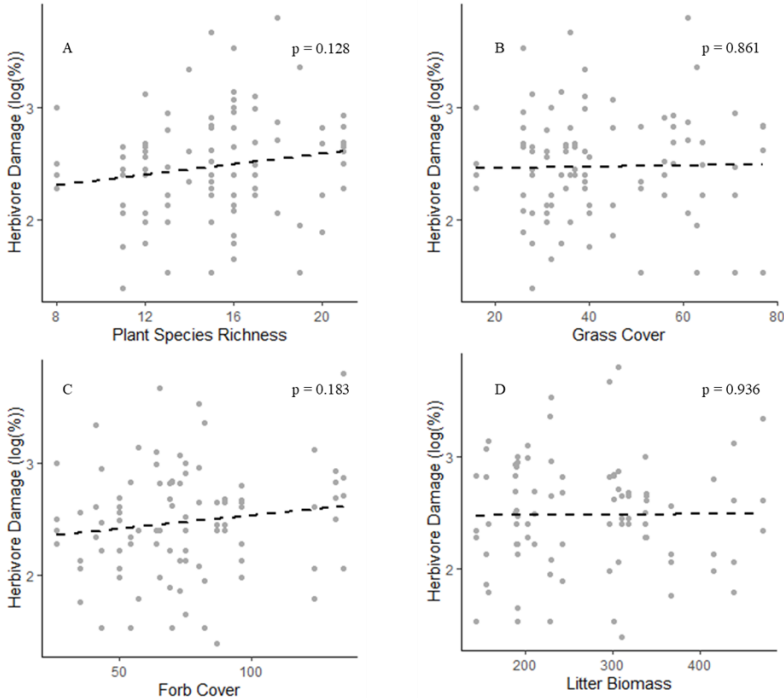 A
p = 0.128
Herbivore Damage (log(%))
3
2
8
12
16
20
Plant Species Richness
B
p = 0.861
Herbivore Damage (log(%))
3
2
20
40
60
80
Grass Cover
C
p = 0.183
Herbivore Damage (log(%))
3
2
50
100
Forb Cover
D
p = 0.936
Herbivore Damage (log(%))
3
2
200
300
400
Litter Biomass